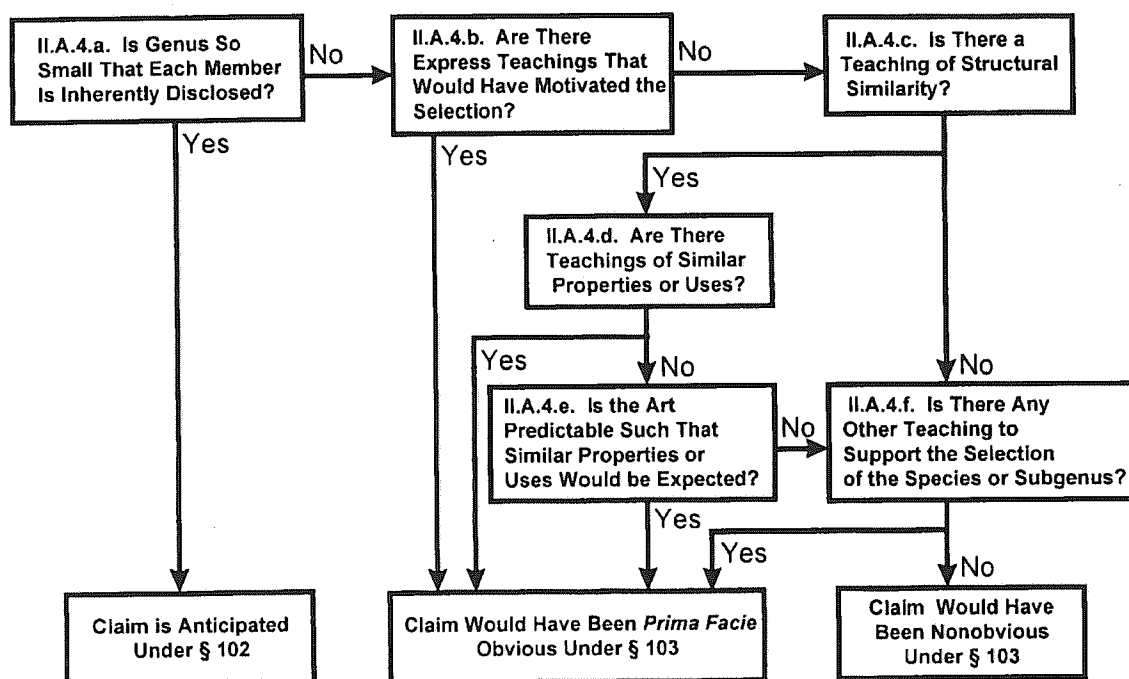 II.A.4.a. Is Genus So
Small That Each Member
Is Inherently Disclosed?
No
II.A.4.b. Are There
Express Teachings That
Would Have Motivated the
Selection?
No
II.A.4.c. Is There a
Teaching of Structural
Similarity?
Yes
Yes
Yes
II.A.4.d. Are There
Teachings of Similar
Properties or Uses?
Yes
No
No
II.A.4.e. Is the Art
Predictable Such That
Similar Properties or
Uses Would be Expected?
No
II.A.4.f. Is There Any
Other Teaching to
Support the Selection
of the Species or Subgenus?
Yes
Yes
No
Claim is Anticipated
Under § 102
Claim Would Have Been Prima Facie
Obvious Under § 103
Claim Would Have
Been Nonobvious
Under § 103